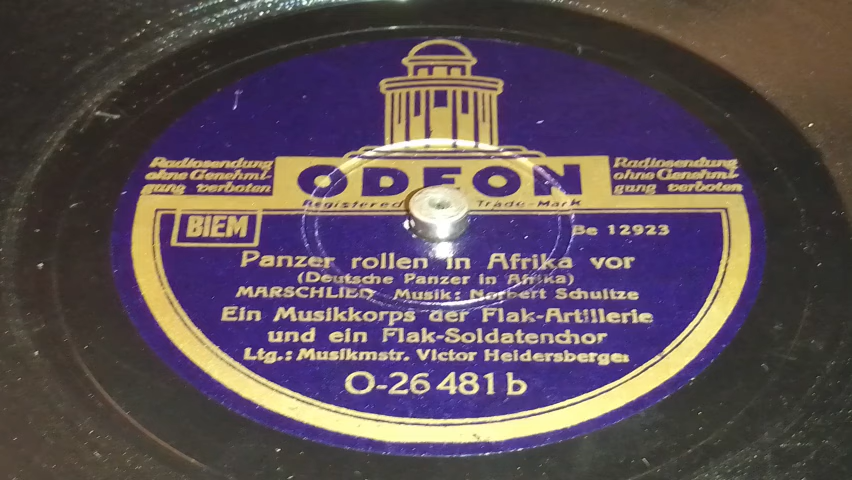 Radiosendung
ohne Genehmi-
gung verboten
ODEON
Registered Trade-Mark
Radiosendung
ohne Genehmi-
gung verboten
BIEM
Be 12923
Panzer rollen in Afrika vor
(Deutsche Panzer in Afrika)
MARSCHLIED Musik: Norbert Schultze
Ein Musikkorps der Flak-Artillerie
und ein Flak-Soldatenchor
Ltg.: Musikmstr. Victor Heidersberger
O-26 481 b